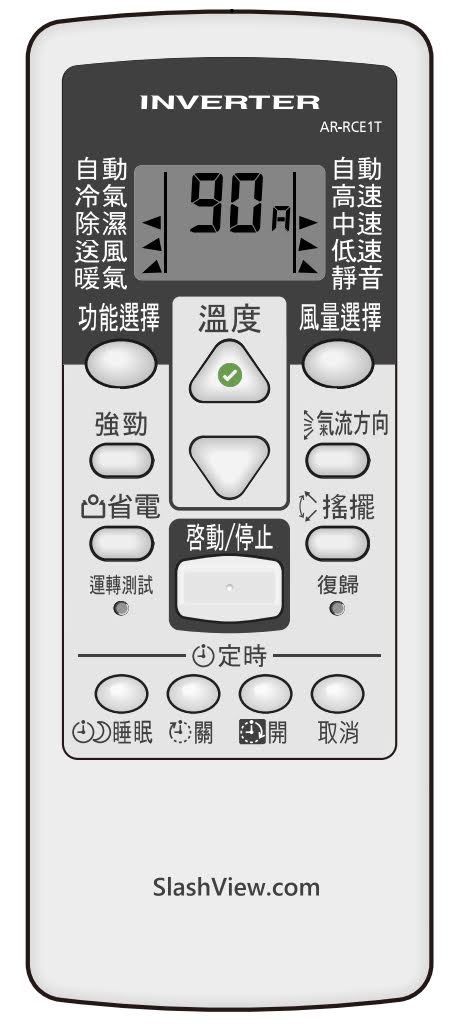 INVERTER
AR-RCE1T
自動
冷氣
除濕
送風
暖氣
90A
自動
高速
中速
低速
靜音
功能選擇
溫度
風量選擇
強勁
氣流方向
省電
搖擺
啓動/停止
運轉測試
復歸
定時
睡眠
關
開
取消
SlashView.com